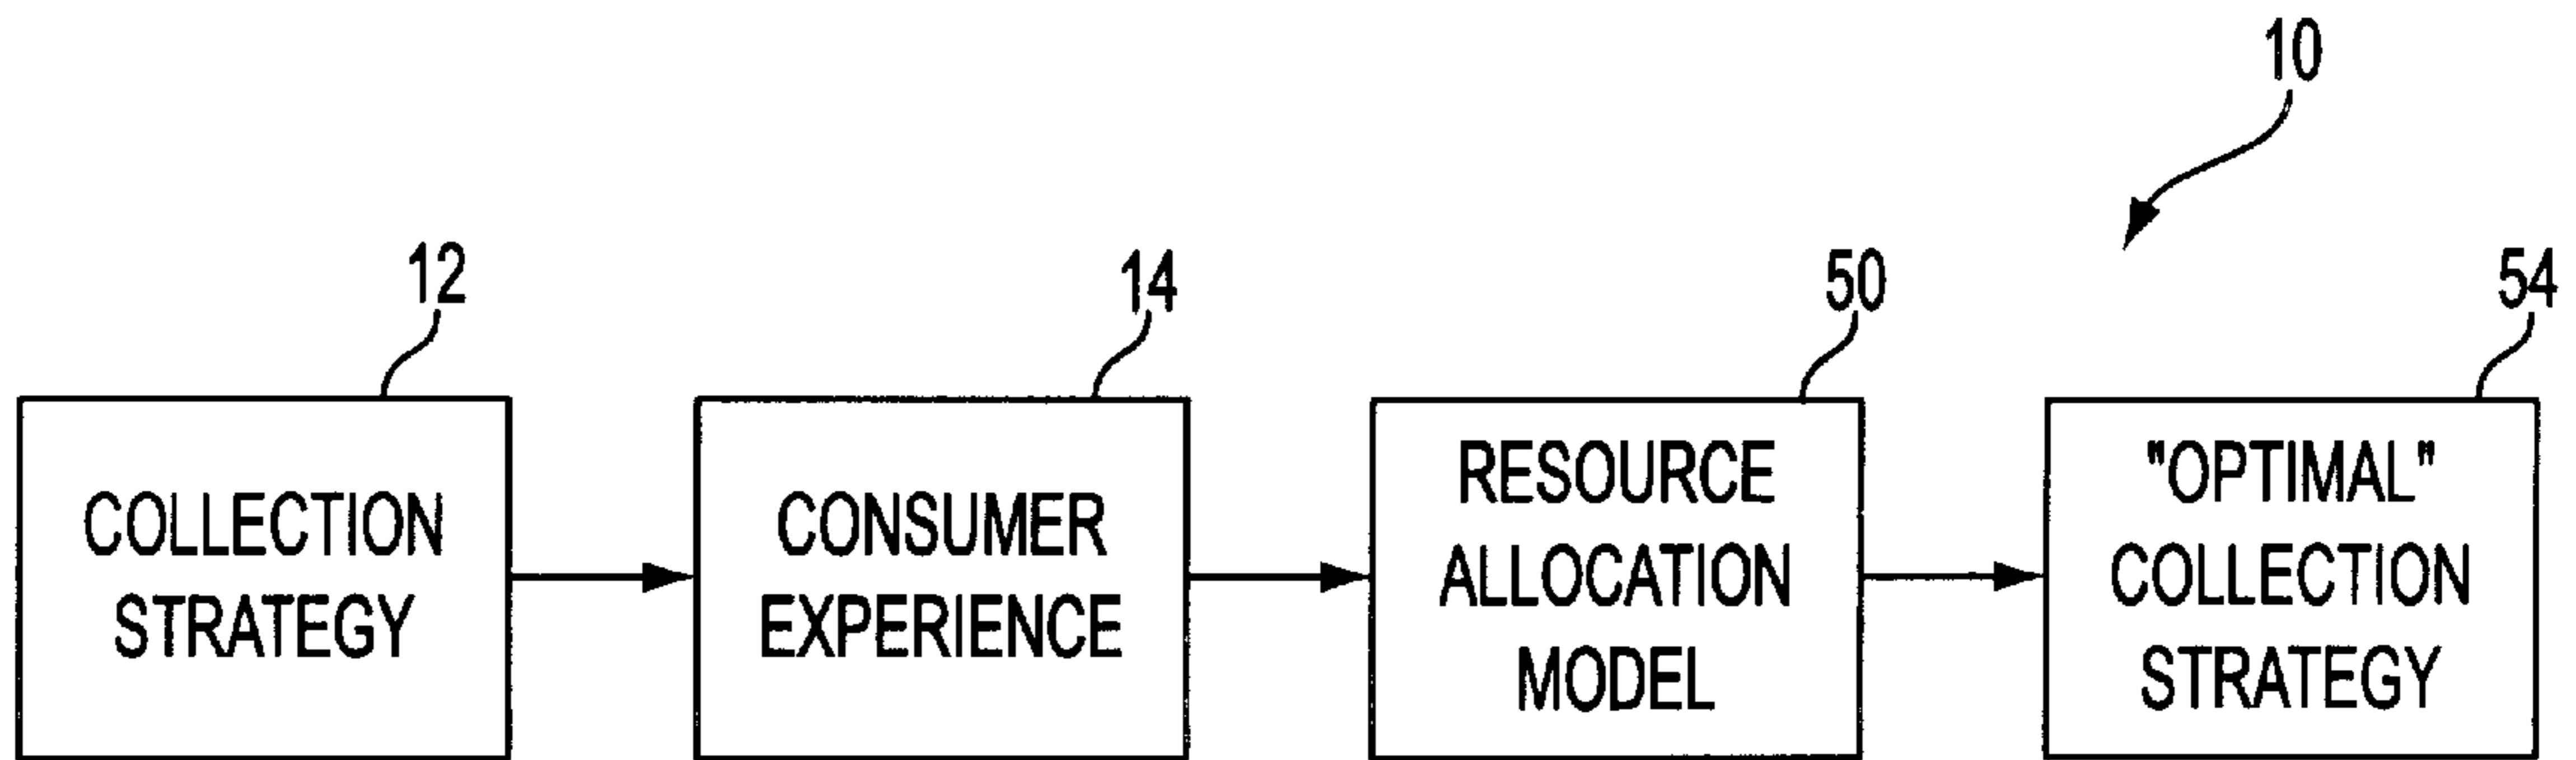 10
12
14
50
54
COLLECTION
STRATEGY
CONSUMER
EXPERIENCE
RESOURCE
ALLOCATION
MODEL
"OPTIMAL"
COLLECTION
STRATEGY